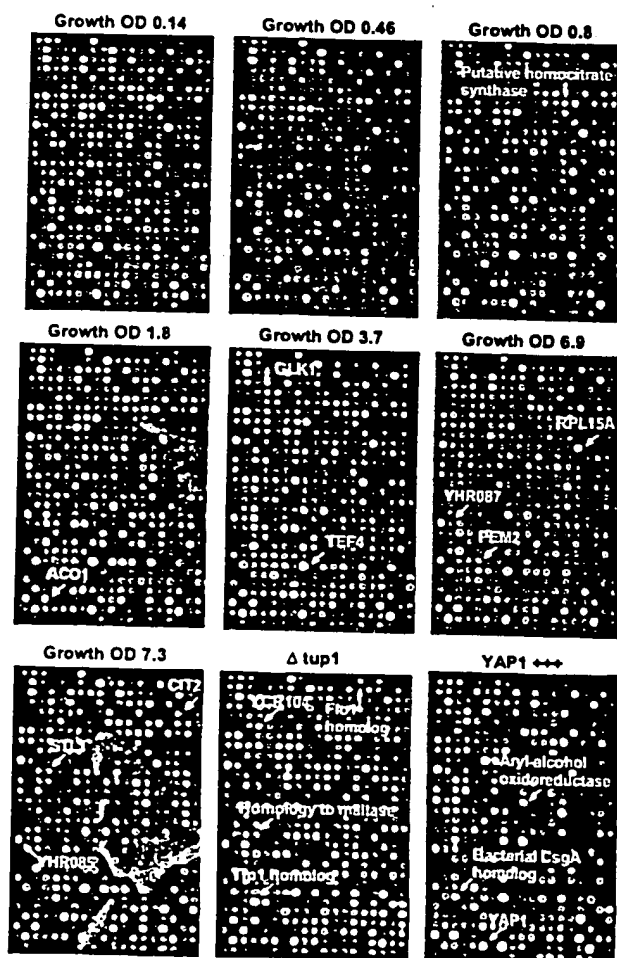 Growth OD 0.14
Growth OD 0.46
Growth OD 0.8
Putative homocitrate
synthase
Growth OD 1.8
Growth OD 3.7
Growth OD 6.9
GLK1
RPL15A
YHR087
PEM2
TEF4
ACO1
Growth OD 7.3
Δ tup1
YAP1 +++
CIT2
YCR104
Flo1
homolog
Aryl-alcohol
oxidoreductase
Homology to maltase
YHR085
Bacterial CsgA
homolog
Tip1 homolog
YAP1